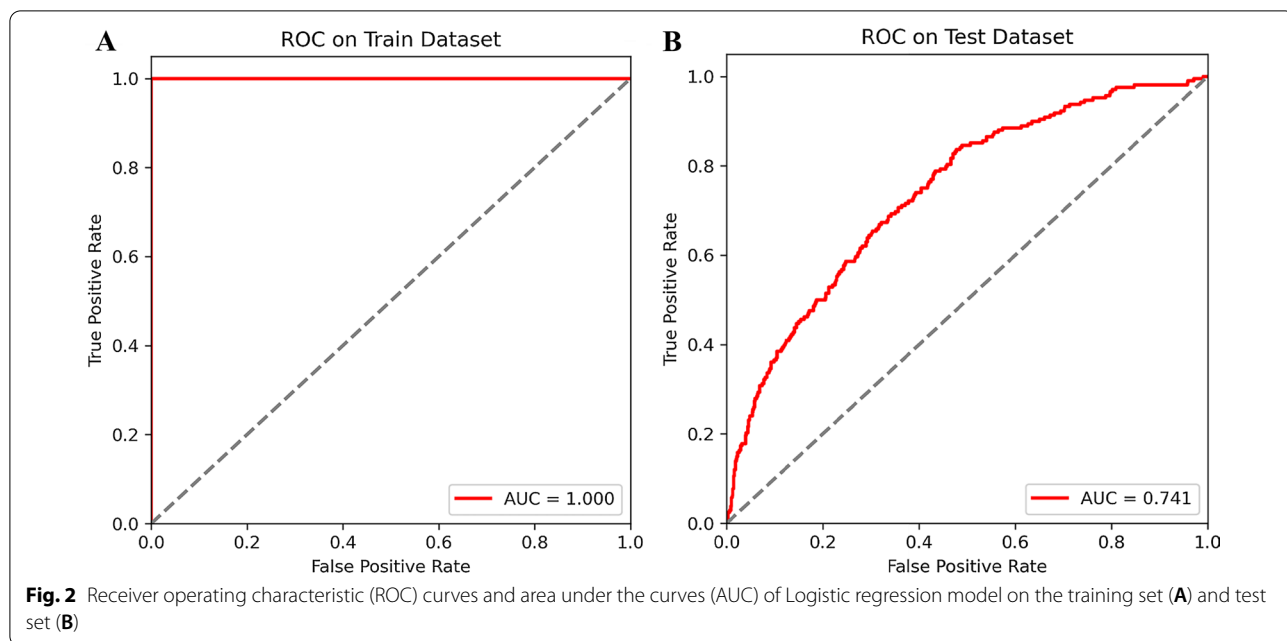 A
ROC on Train Dataset
1.0
0.8
0.6
0.4
0.2
0.0
True Positive Rate
0.0 0.2 0.4 0.6 0.8 1.0
False Positive Rate
AUC = 1.000
B
ROC on Test Dataset
1.0
0.8
0.6
0.4
0.2
0.0
True Positive Rate
0.0 0.2 0.4 0.6 0.8 1.0
False Positive Rate
AUC = 0.741
Fig. 2 Receiver operating characteristic (ROC) curves and area under the curves (AUC) of Logistic regression model on the training set (A) and test
set (B)